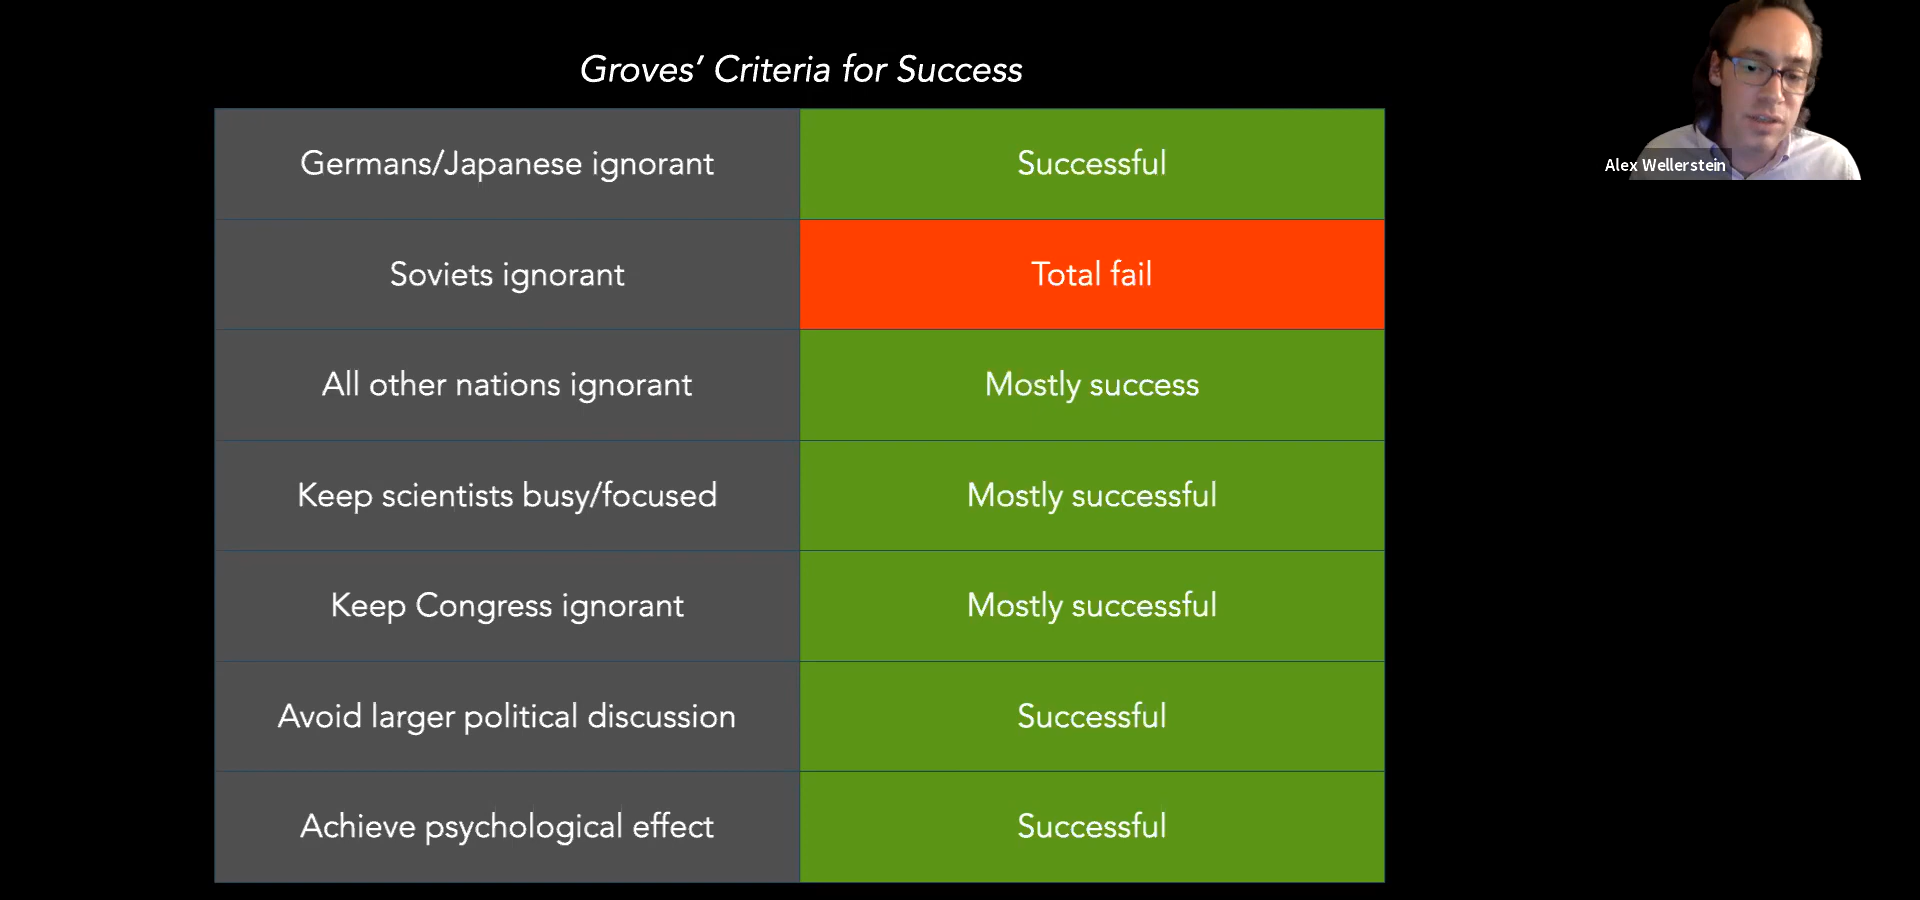 Groves’ Criteria for Success
Alex Wellerstein
Germans/Japanese ignorant
Successful
Soviets ignorant
Total fail
All other nations ignorant
Mostly success
Keep scientists busy/focused
Mostly successful
Keep Congress ignorant
Mostly successful
Avoid larger political discussion
Successful
Achieve psychological effect
Successful